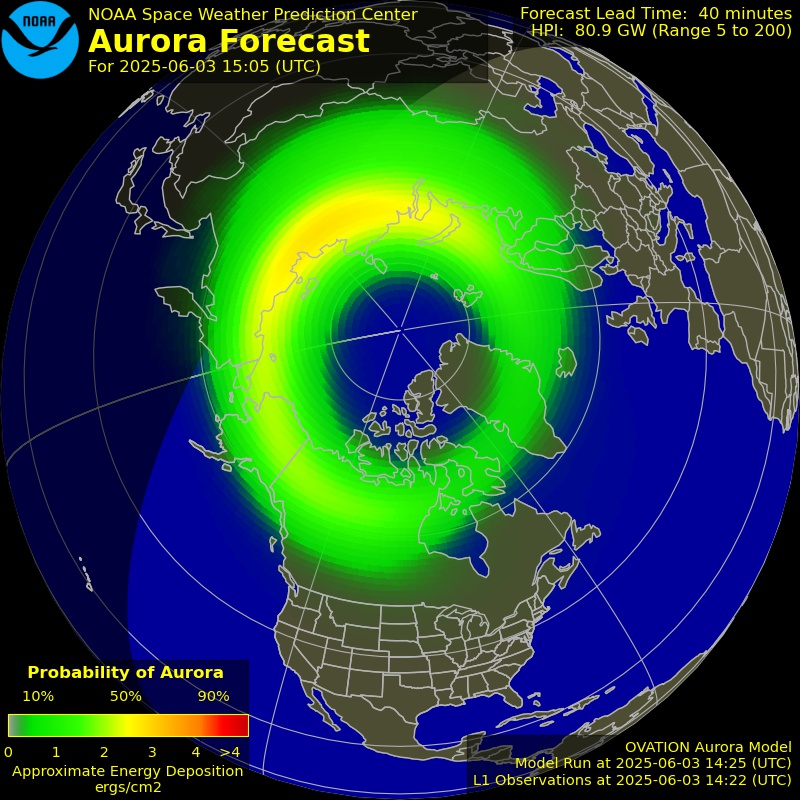 NOAA
NOAA Space Weather Prediction Center
Aurora Forecast
For 2025-06-03 15:05 (UTC)
Forecast Lead Time: 40 minutes
HPI: 80.9 GW (Range 5 to 200)
Probability of Aurora
10% 50% 90%
0 1 2 3 4 >4
Approximate Energy Deposition
ergs/cm2
OVATION Aurora Model
Model Run at 2025-06-03 14:25 (UTC)
L1 Observations at 2025-06-03 14:22 (UTC)